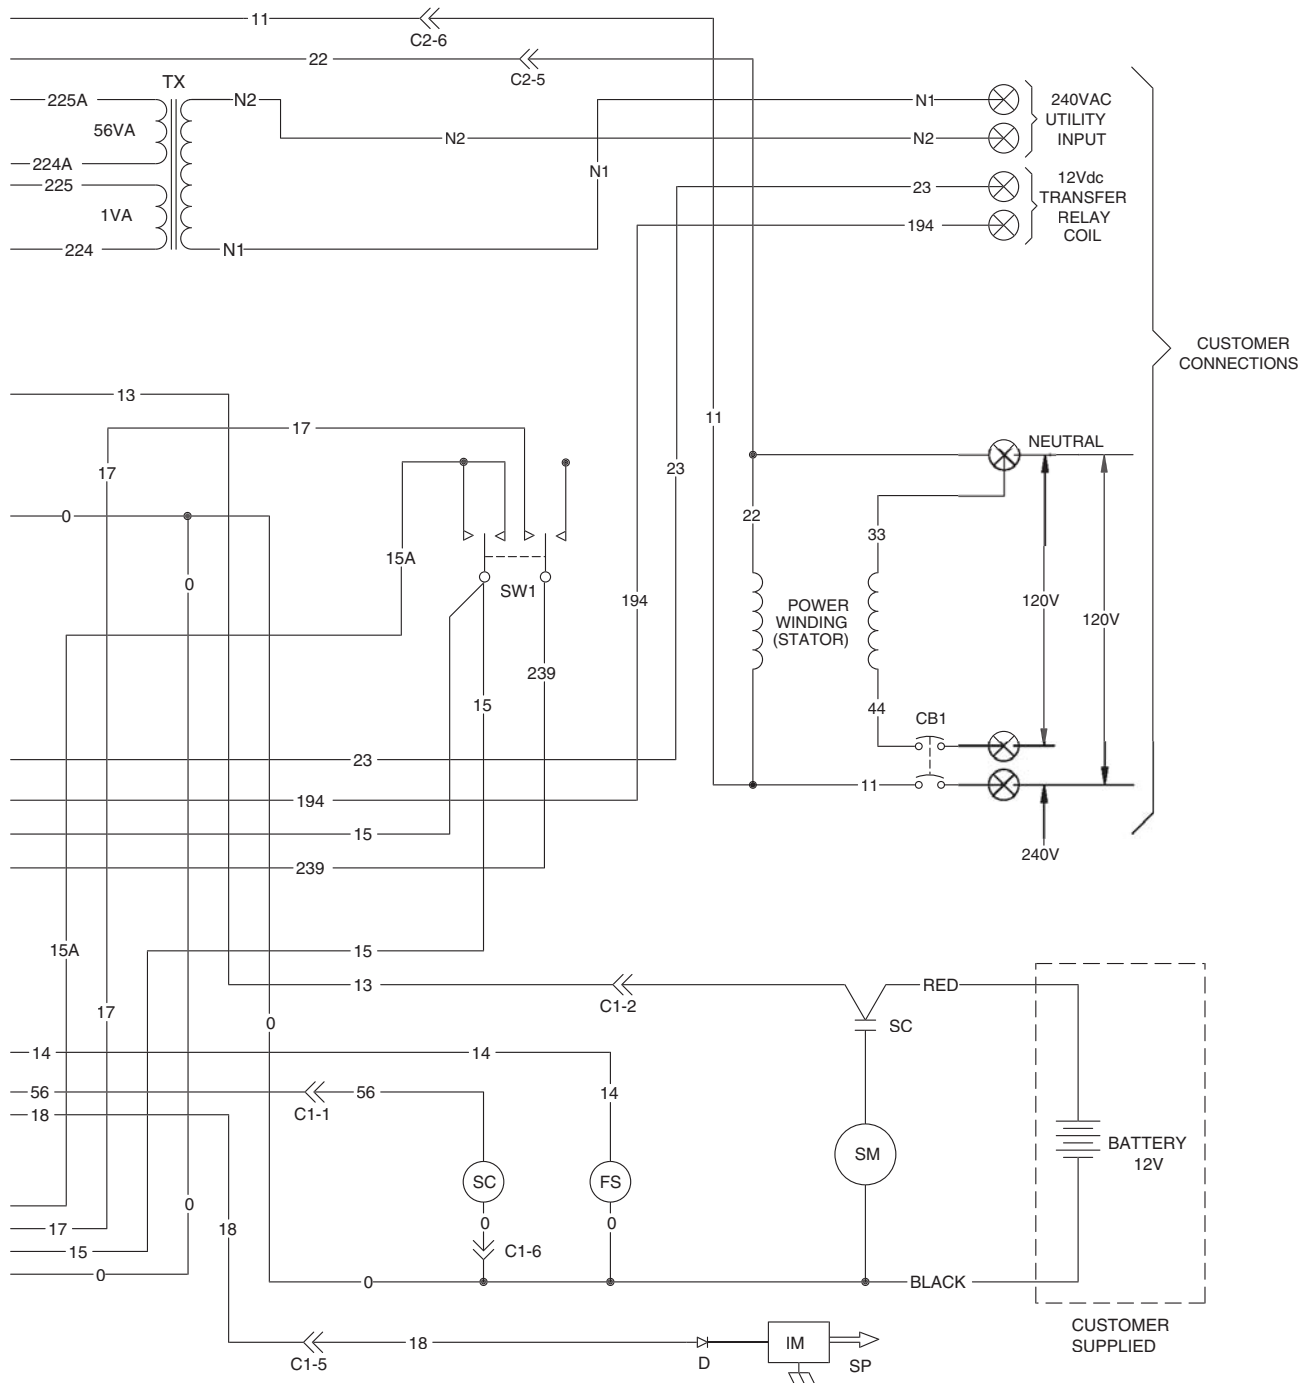 11
C2-6
22
C2-5
TX
225A
N2
N1
240VAC
UTILITY
INPUT
56VA
N2
N2
224A
225
N1
12Vdc
TRANSFER
RELAY
COIL
23
1VA
194
224
N1
CUSTOMER
CONNECTIONS
13
11
17
NEUTRAL
17
23
0
22
33
15A
0
SW1
194
POWER
WINDING
(STATOR)
120V
120V
239
15
44
CB1
23
11
194
15
240V
239
15A
15
13
C1-2
RED
17
0
SC
14
14
56
C1-1
56
14
18
BATTERY
12V
SM
SC
FS
0
17
18
0
0
15
C1-6
0
0
BLACK
CUSTOMER
SUPPLIED
C1-5
18
D
IM
SP